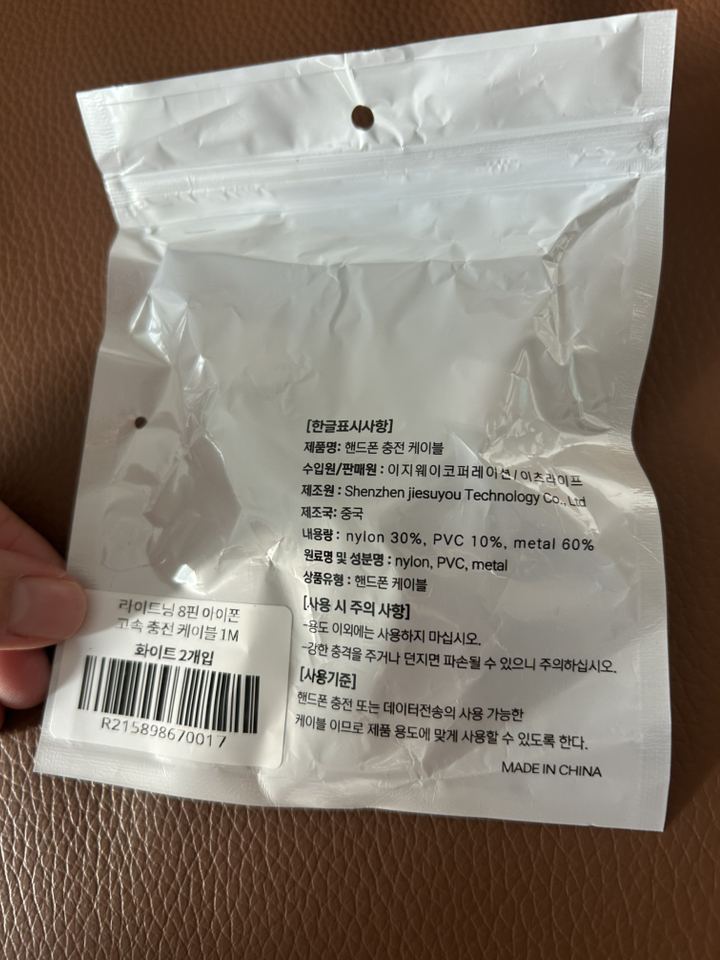 [한글표시사항]
제품명: 핸드폰 충전 케이블
수입원/판매원 : 이지웨이코퍼레이션 / 이츠라이프
제조원 : Shenzhen jiesuyou Technology Co., Ltd
제조국: 중국
내용량 : nylon 30%, PVC 10%, metal 60%
원료명 및 성분명 : nylon, PVC, metal
상품유형 : 핸드폰 케이블
[사용 시 주의 사항]
-용도 이외에는 사용하지 마십시오.
-강한 충격을 주거나 던지면 파손될 수 있으니 주의하십시오.
[사용기준]
핸드폰 충전 또는 데이터전송의 사용 가능한
케이블 이므로 제품 용도에 맞게 사용할 수 있도록 한다.
MADE IN CHINA
라이트닝 8핀 아이폰
고속 충전 케이블 1M
화이트 2개입
R215898670017